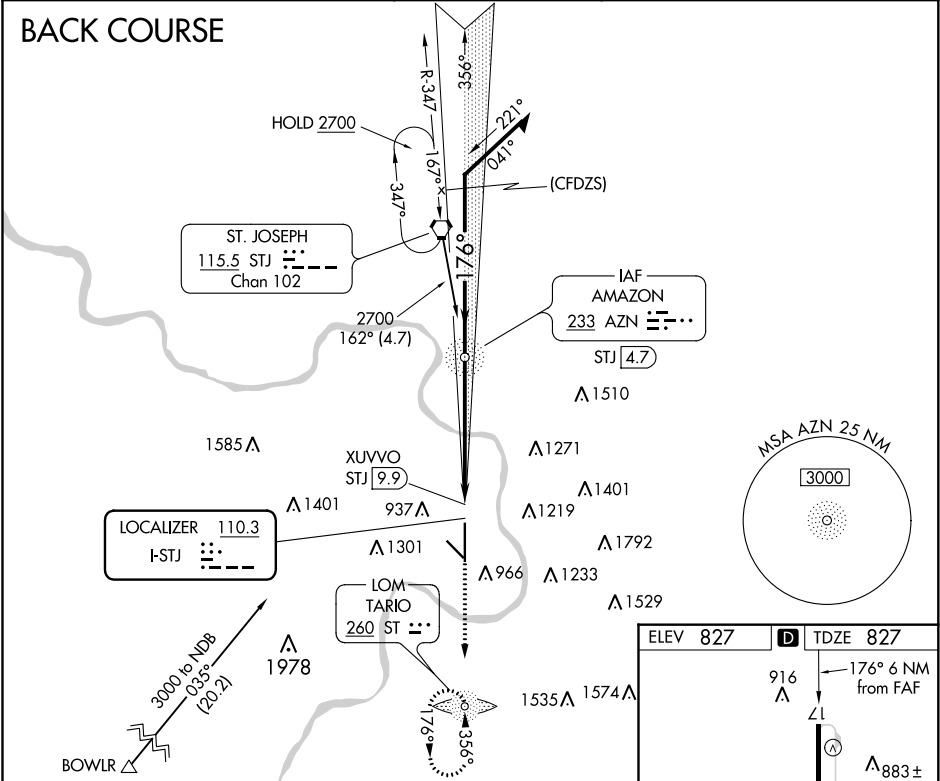 BACK COURSE
R-347
356°
HOLD 2700
221°
041°
167°
347°
(CFDZS)
ST. JOSEPH
115.5 STJ
Chan 102
176°
IAF
AMAZON
233 AZN
2700
162° (4.7)
STJ 4.7
1510
1585
1271
MSA AZN 25 NM
3000
XUVVO
STJ 9.9
1401
1401
937
1219
LOCALIZER 110.3
I-STJ
1301
1792
966
1233
LOM
TARIO
260 ST
1529
3000 to NDB
035°
(20.2)
1978
ELEV 827
D
TDZE 827
176° 6 NM
from FAF
916
17
1535
1574
176°
356°
BOWLR
883±